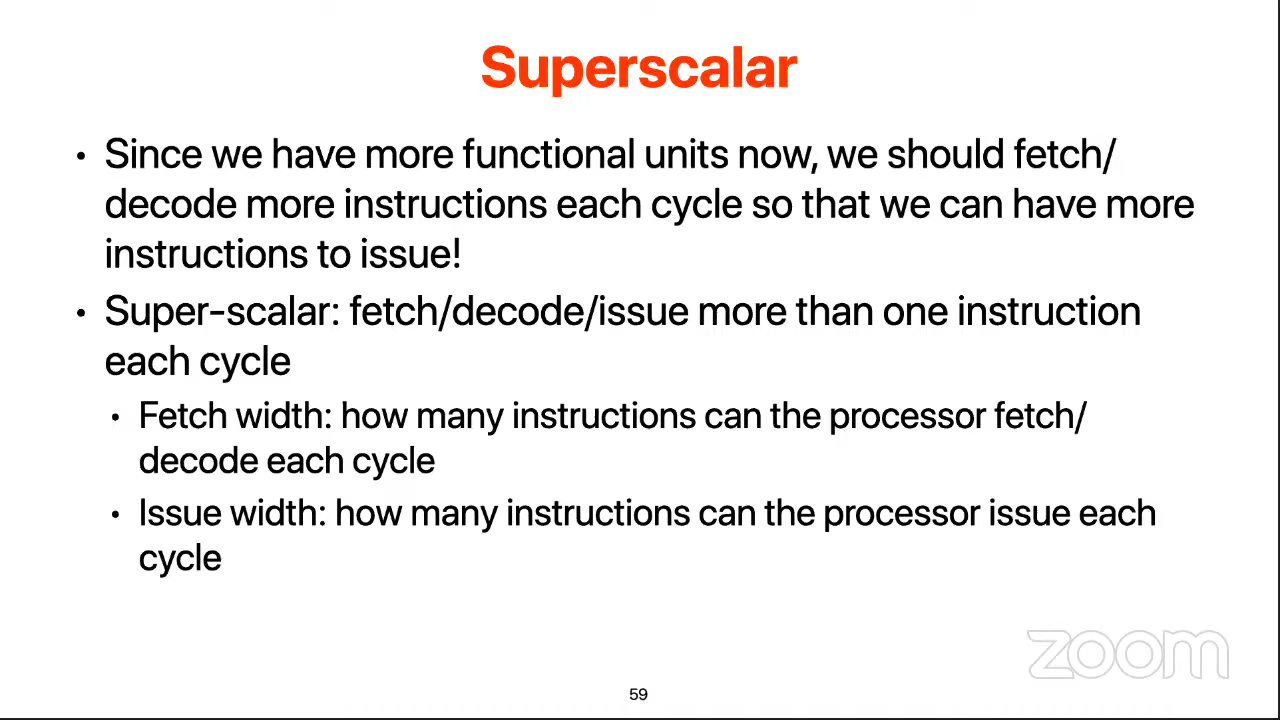 Superscalar
• Since we have more functional units now, we should fetch/
decode more instructions each cycle so that we can have more
instructions to issue!
• Super-scalar: fetch/decode/issue more than one instruction
each cycle
• Fetch width: how many instructions can the processor fetch/
decode each cycle
• Issue width: how many instructions can the processor issue each
cycle
zoom
59